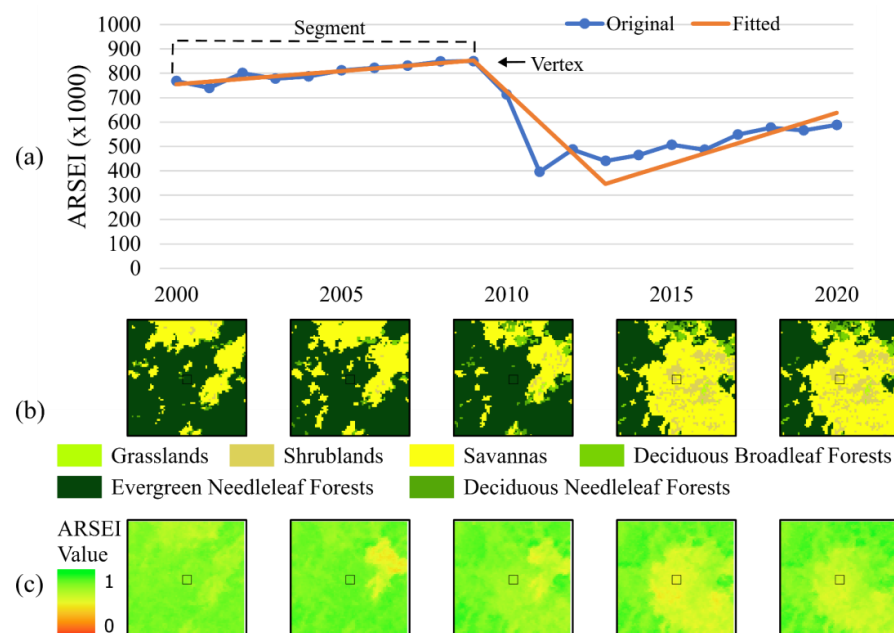 1000
900
800
700
600
500
400
300
200
100
0
ARSEI (x1000)
(a)
Segment
Original
Fitted
Vertex
2000 2005 2010 2015 2020
(b)
Grasslands Shrublands Savannas Deciduous Broadleaf Forests
Evergreen Needleleaf Forests Deciduous Needleleaf Forests
ARSEI
Value
(c)
1
0